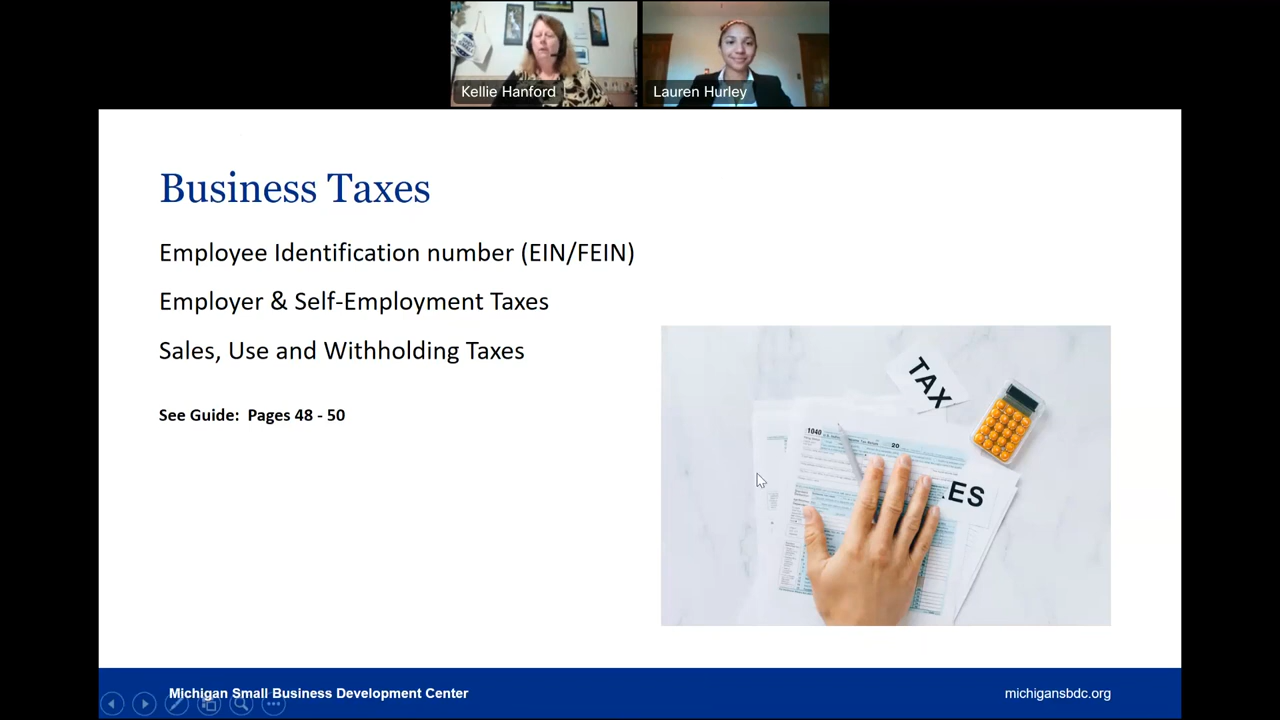 Kellie Hanford
Lauren Hurley
Business Taxes
Employee Identification number (EIN/FEIN)
Employer & Self-Employment Taxes
Sales, Use and Withholding Taxes
See Guide: Pages 48 - 50
TAX
1040
20
ES
Michigan Small Business Development Center
michigansbdc.org